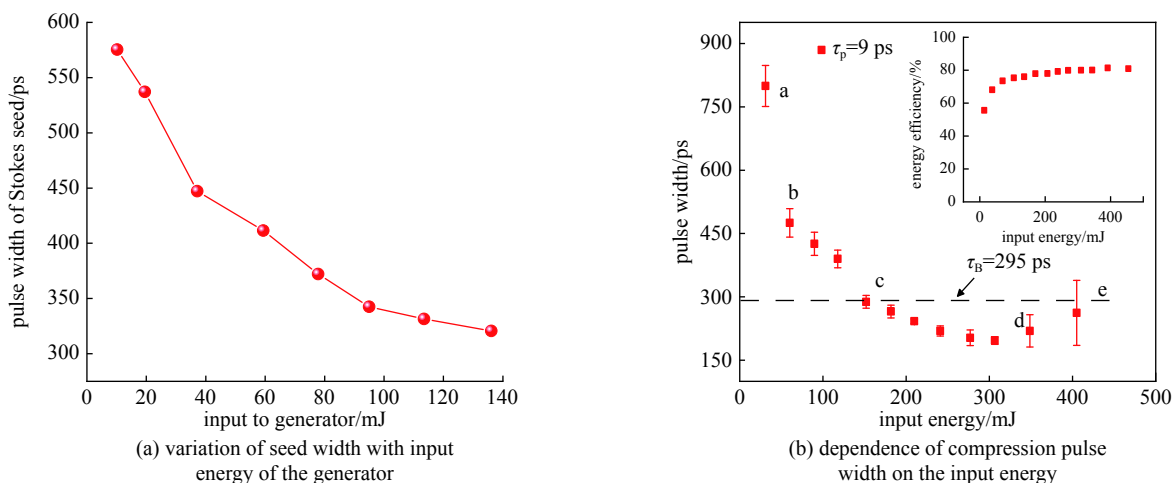 600
550
500
450
400
350
300
0
20
40
60
80
100
120
140
pulse width of Stokes seed/ps
input to generator/mJ
(a) variation of seed width with input
energy of the generator
900
750
600
450
300
150
0
100
200
300
400
500
pulse width/ps
input energy/mJ
τp=9 ps
a
b
c
d
e
τB=295 ps
100
80
60
40
20
0
0
200
400
energy efficiency/%
input energy/mJ
(b) dependence of compression pulse
width on the input energy